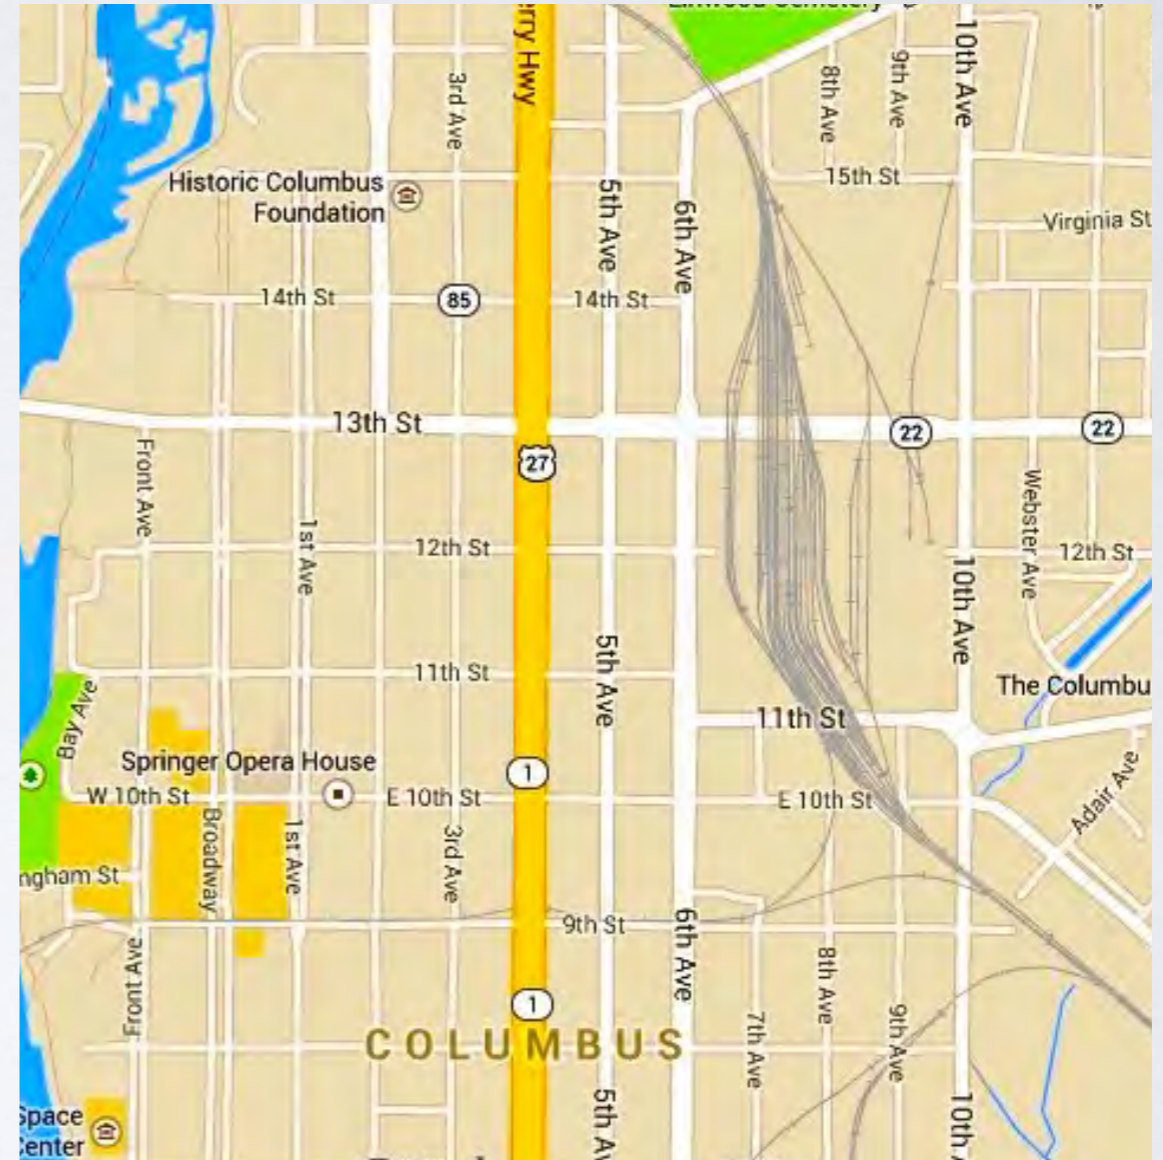 Elmwood Cemetery
erry Hwy
10th Ave
3rd Ave
8th Ave
9th Ave
15th St
Historic Columbus
Foundation
5th Ave
6th Ave
Virginia St
14th St
85
14th St
13th St
22
22
27
Front Ave
1st Ave
12th St
Webster Ave
12th St
10th Ave
5th Ave
11th St
The Columbu
Bay Ave
11th St
Springer Opera House
1
W 10th St
E 10th St
E 10th St
Adair Ave
Broadway
1st Ave
3rd Ave
ngham St
9th St
6th Ave
Front Ave
8th Ave
1
7th Ave
9th Ave
COLUMBUS
5th Av
10th A
Space
Center